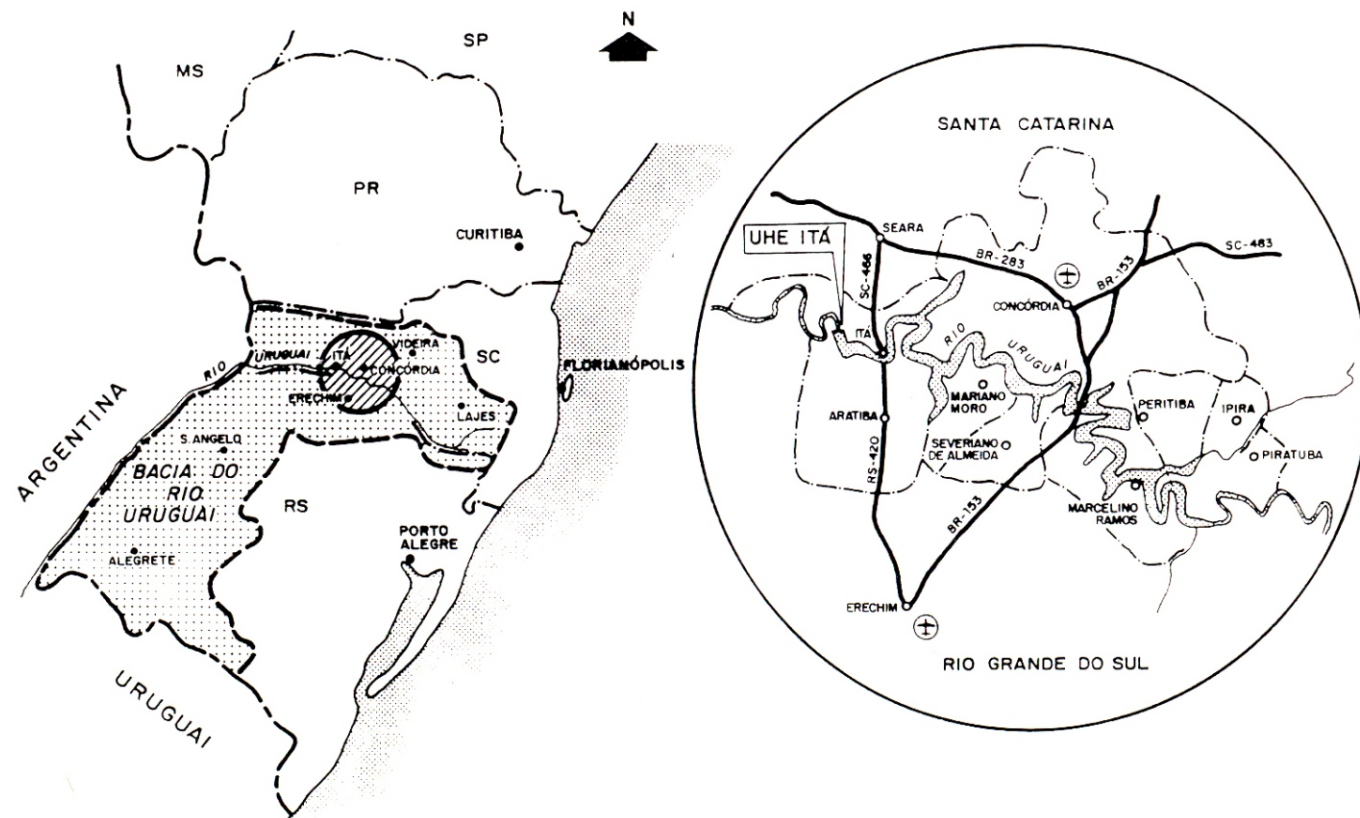 N
SP
MS
PR
CURITIBA
VIDEIRA
SC
RIO URUGUAI
ITÁ
CONCÓRDIA
FLORIANÓPOLIS
ERECHIM
LAJES
ARGENTINA
S. ANGELO
BACIA DO
RIO
URUGUAI
RS
PORTO
ALEGRE
ALEGRETE
URUGUAI
SANTA CATARINA
UHE ITÁ
SEARA
BR-283
SC-466
BR-153
SC-483
CONCÓRDIA
ITÁ
RIO URUGUAI
MARIANO
MORO
PERITIBA
IPIRA
ARATIBA
SEVERIANO
DE ALMEIDA
PIRATUBA
RS-420
BR-153
MARCELINO
RAMOS
ERECHIM
RIO GRANDE DO SUL